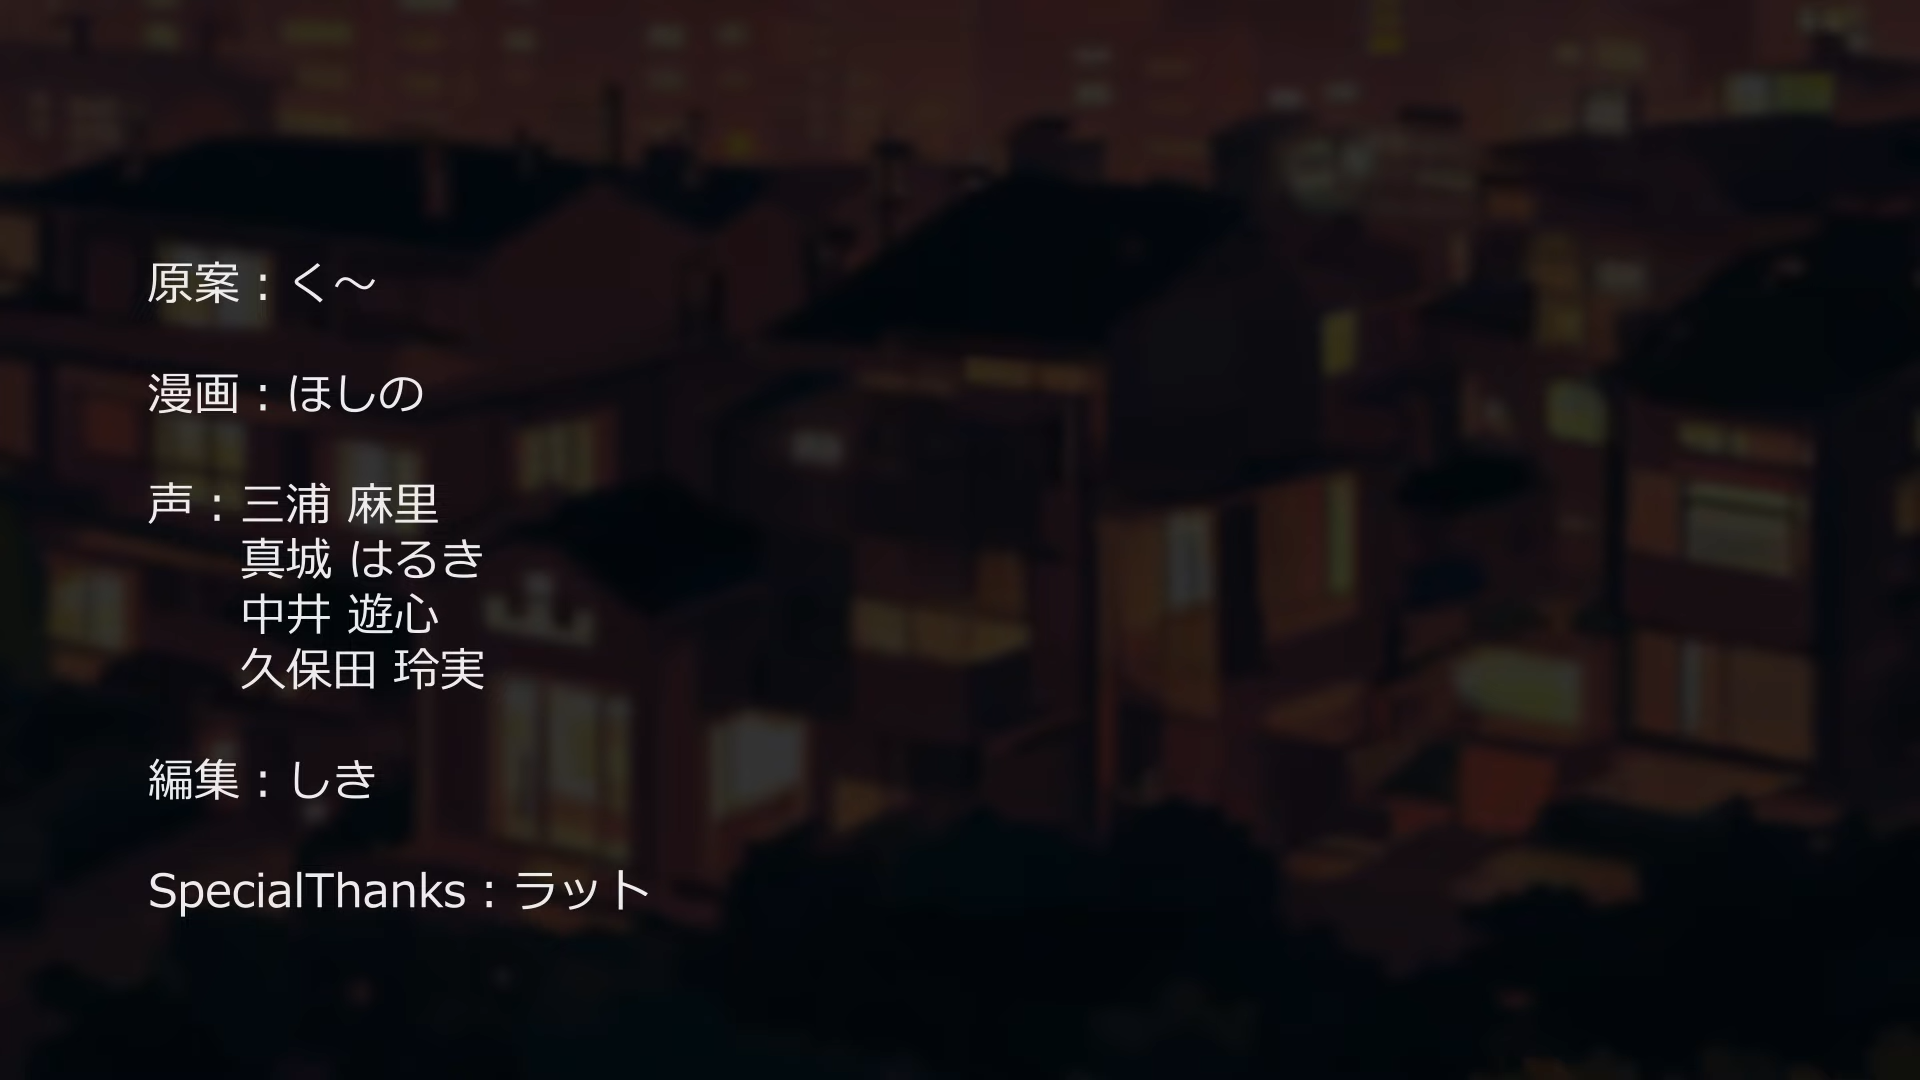 原案：く～
漫画：ほしの
声：三浦 麻里
真城 はるき
中井 遊心
久保田 玲実
編集：しき
SpecialThanks：ラット